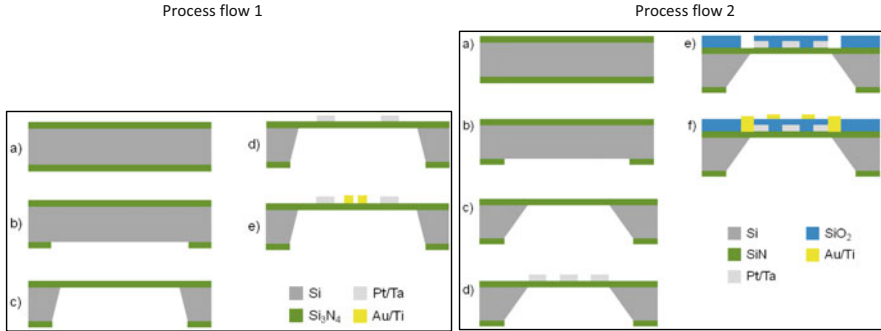 Process flow 1
a)
b)
c)
d)
e)
Si
Pt/Ta
Si₃N₄
Au/Ti
Process flow 2
a)
b)
c)
d)
e)
f)
Si
SiO₂
SiN
Au/Ti
Pt/Ta